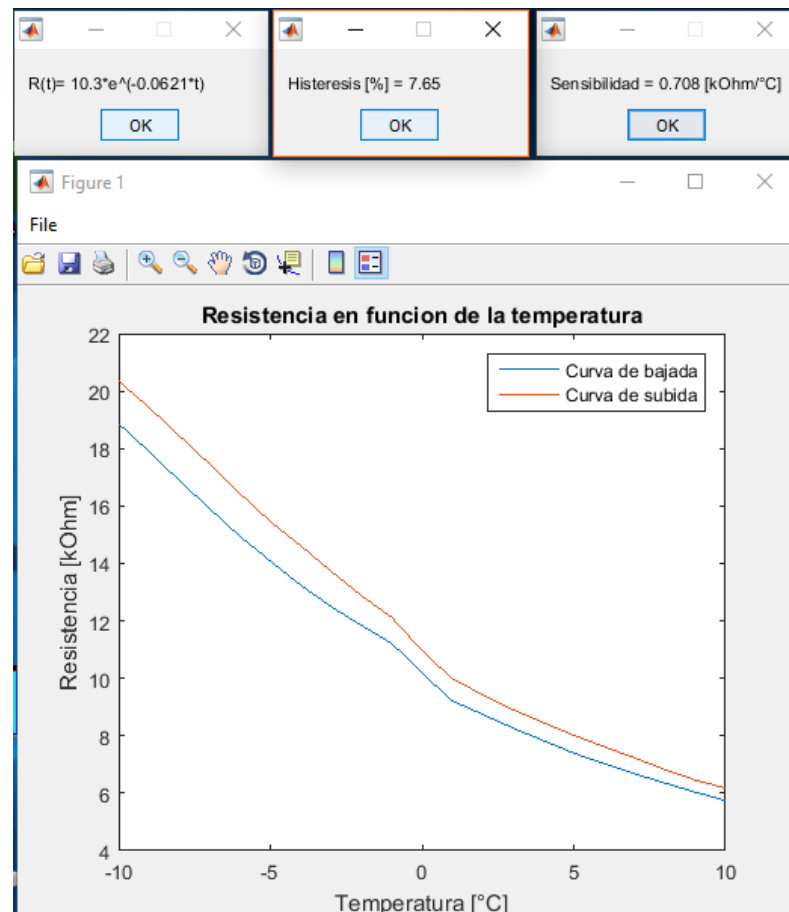 R(t)= 10.3*e^(-0.0621*t)
OK
Histeresis [%] = 7.65
OK
Sensibilidad = 0.708 [kOhm/°C]
OK
Figure 1
File
Resistencia en funcion de la temperatura
Curva de bajada
Curva de subida
Resistencia [kOhm]
22
20
18
16
14
12
10
8
6
4
-10
-5
0
5
10
Temperatura [°C]